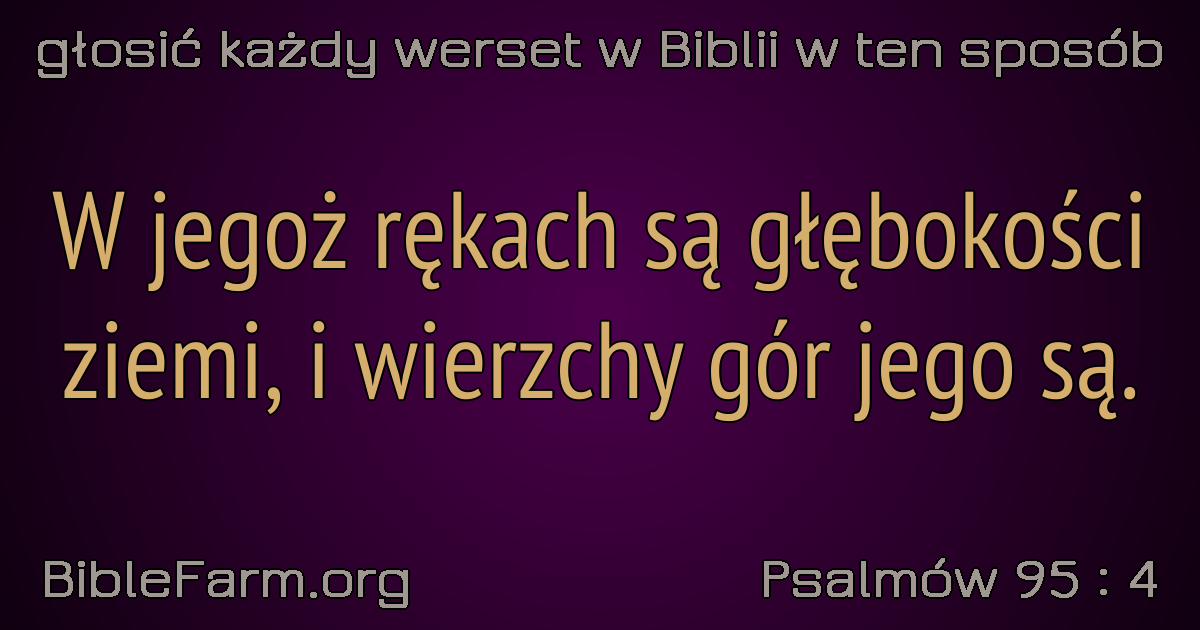 głosić każdy werset w Biblii w ten sposób
W jegoż rękach są głębokości
ziemi, i wierzchy gór jego są.
BibleFarm.org
Psalmów 95 : 4